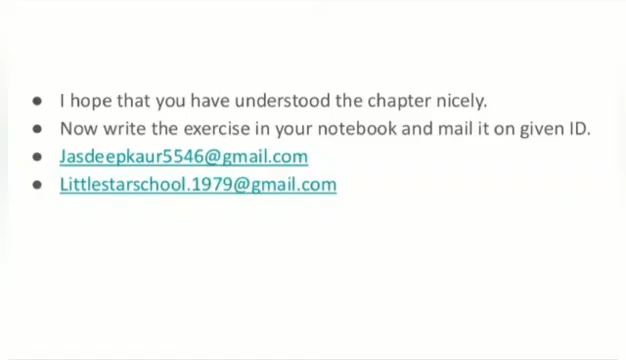 • I hope that you have understood the chapter nicely.
• Now write the exercise in your notebook and mail it on given ID.
• Jasdeepkaur5546@gmail.com
• Littlestarschool.1979@gmail.com